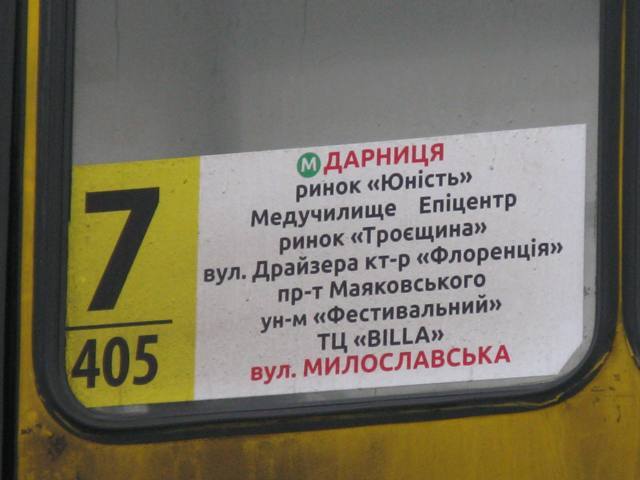 7
405
М ДАРНИЦЯ
ринок «Юність»
Медучилище Епіцентр
ринок «Троєщина»
вул. Драйзера кт-р «Флоренція»
пр-т Маяковського
ун-м «Фестивальний»
ТЦ «BILLA»
вул. МИЛОСЛАВСЬКА